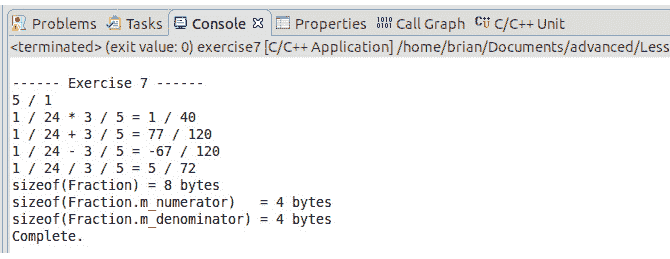 Problems Tasks Console Properties Call Graph C/C++ Unit
<terminated> (exit value: 0) exercise7 [C/C++ Application] /home/brian/Documents/advanced/Less
------ Exercise 7 ------
5 / 1
1 / 24 * 3 / 5 = 1 / 40
1 / 24 + 3 / 5 = 77 / 120
1 / 24 - 3 / 5 = -67 / 120
1 / 24 / 3 / 5 = 5 / 72
sizeof(Fraction) = 8 bytes
sizeof(Fraction.m_numerator)   = 4 bytes
sizeof(Fraction.m_denominator) = 4 bytes
Complete.